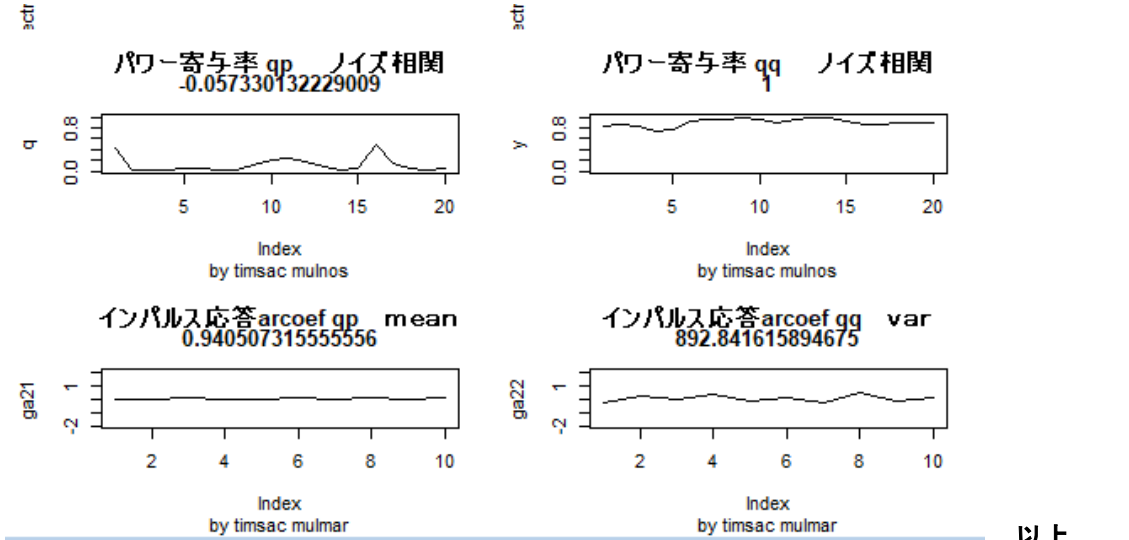 ectr
ectr
パワー寄与率 qp　ノイズ相関
-0.057330132229009
q
0.0 0.8
5 10 15 20
Index
by timsac mulnos
パワー寄与率 qq　ノイズ相関
1
y
0.0 0.8
5 10 15 20
Index
by timsac mulnos
インパルス応答arcoef qp　mean
0.940507315555556
ga21
-2 1
2 4 6 8 10
Index
by timsac mulmar
インパルス応答arcoef qq　var
892.841615894675
ga22
-2 1
2 4 6 8 10
Index
by timsac mulmar
以上